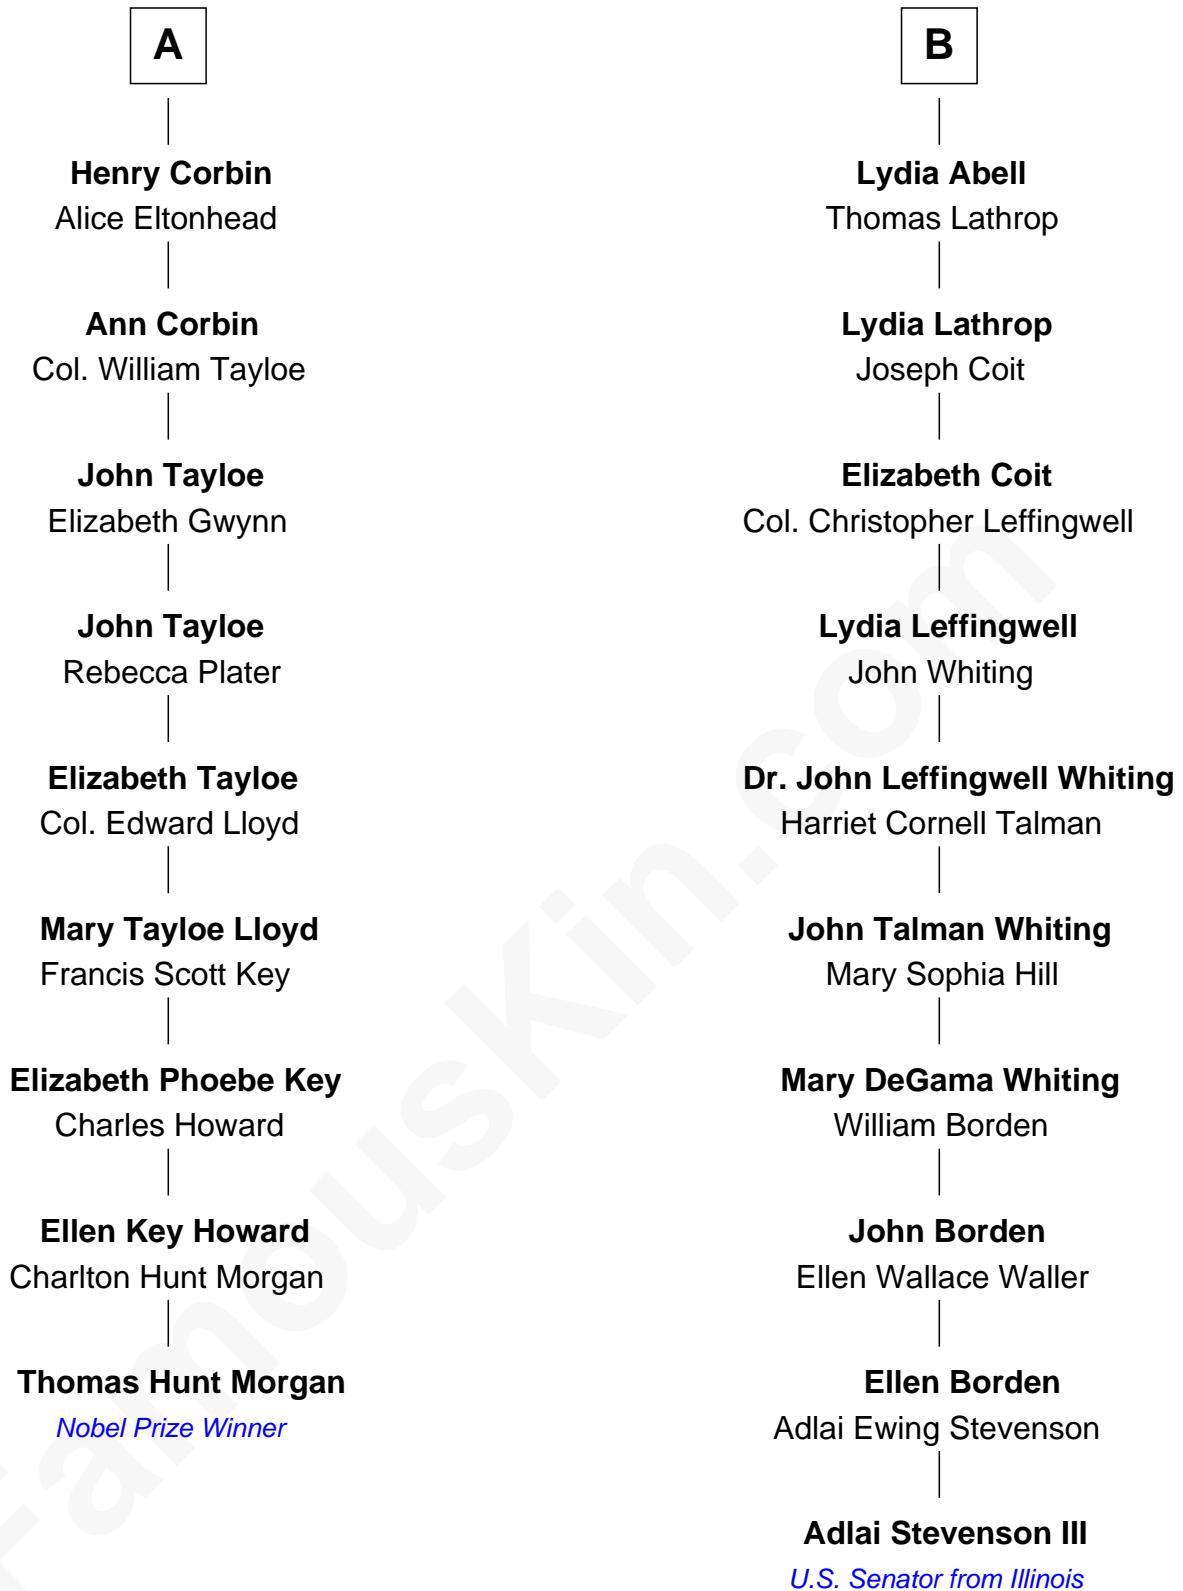 A
Henry Corbin
Alice Eltonhead
Ann Corbin
Col. William Tayloe
John Tayloe
Elizabeth Gwynn
John Tayloe
Rebecca Plater
Elizabeth Tayloe
Col. Edward Lloyd
Mary Tayloe Lloyd
Francis Scott Key
Elizabeth Phoebe Key
Charles Howard
Ellen Key Howard
Charlton Hunt Morgan
Thomas Hunt Morgan
Nobel Prize Winner
B
Lydia Abell
Thomas Lathrop
Lydia Lathrop
Joseph Coit
Elizabeth Coit
Col. Christopher Leffingwell
Lydia Leffingwell
John Whiting
Dr. John Leffingwell Whiting
Harriet Cornell Talman
John Talman Whiting
Mary Sophia Hill
Mary DeGama Whiting
William Borden
John Borden
Ellen Wallace Waller
Ellen Borden
Adlai Ewing Stevenson
Adlai Stevenson III
U.S. Senator from Illinois
FamousKin.com